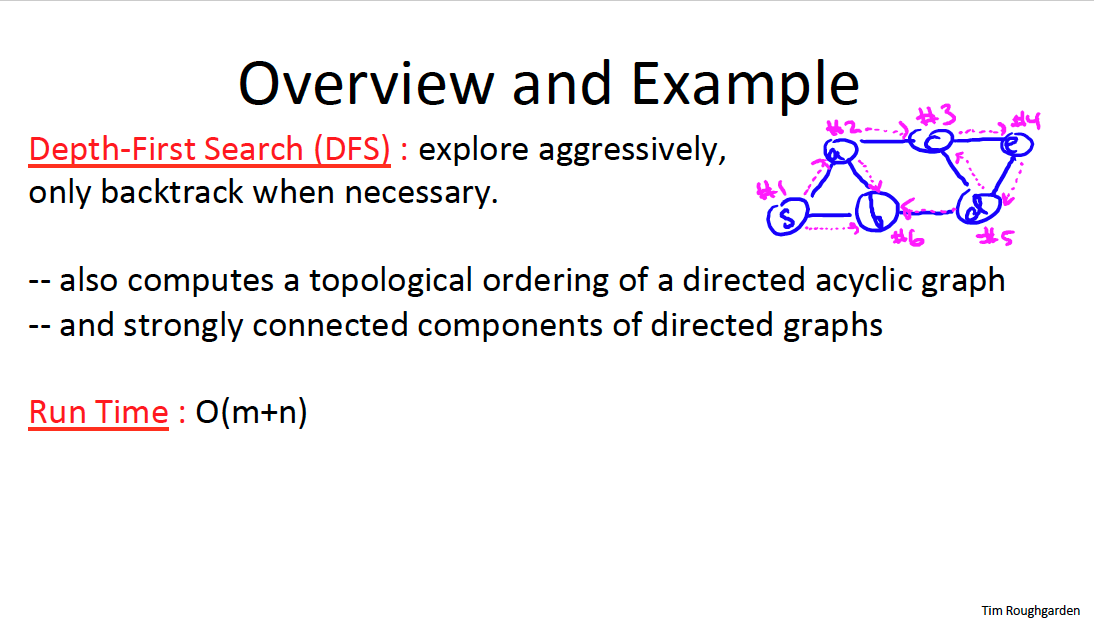 Overview and Example
Depth-First Search (DFS) : explore aggressively,
only backtrack when necessary.
#1
#2
#3
#4
#5
#6
s
a
b
c
d
e
-- also computes a topological ordering of a directed acyclic graph
-- and strongly connected components of directed graphs
Run Time : O(m+n)
Tim Roughgarden